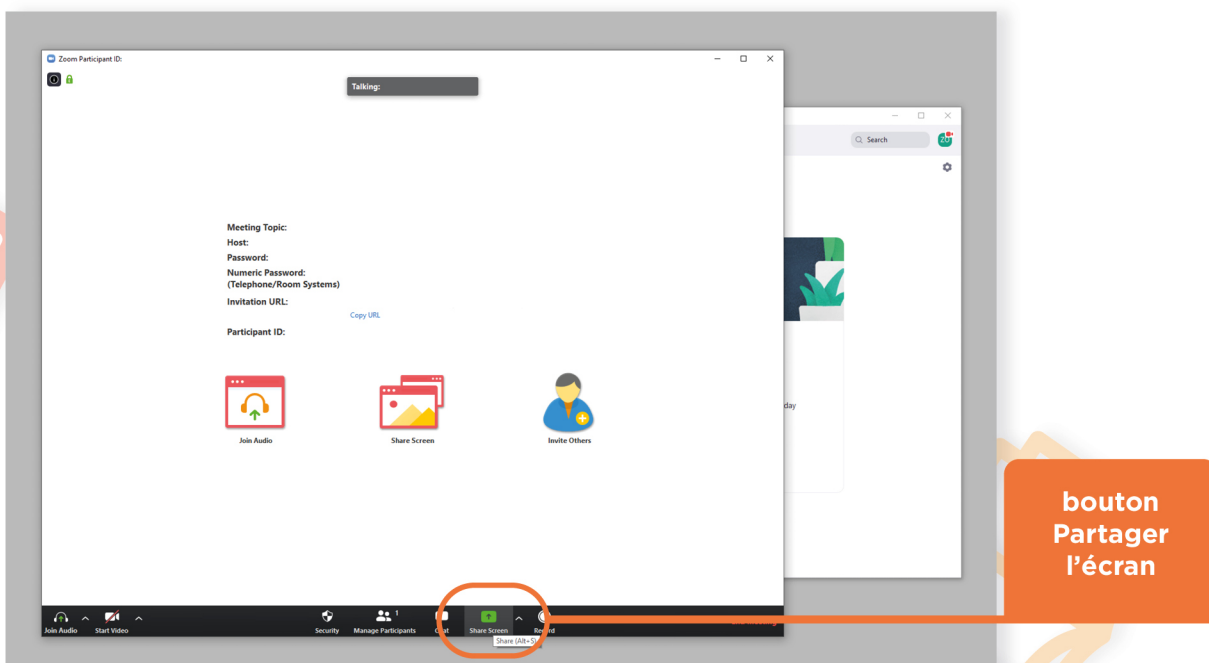 Zoom Participant ID:
Talking:
Search
Meeting Topic:
Host:
Password:
Numeric Password:
(Telephone/Room Systems)
Invitation URL:
Copy URL
Participant ID:
day
Join Audio
Share Screen
Invite Others
bouton
Partager
l'écran
1
Join Audio
Start Video
Security
Manage Participants
Chat
Share Screen
Record
Share (Alt+S)